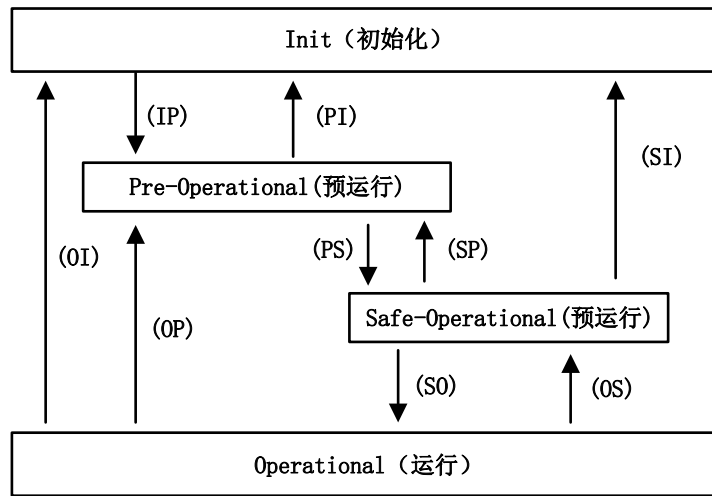 Init（初始化）
(IP)
(PI)
(SI)
Pre-Operational(预运行)
(OI)
(PS)
(SP)
(OP)
Safe-Operational(预运行)
(SO)
(OS)
Operational（运行）